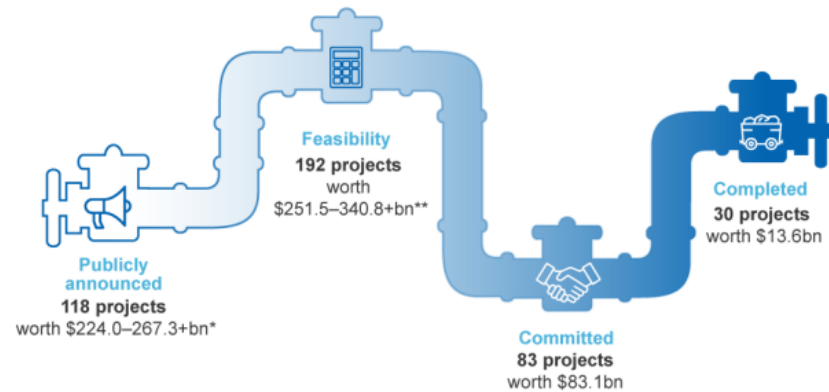 Publicly
announced
118 projects
worth $224.0–267.3+bn*
Feasibility
192 projects
worth
$251.5–340.8+bn**
Committed
83 projects
worth $83.1bn
Completed
30 projects
worth $13.6bn